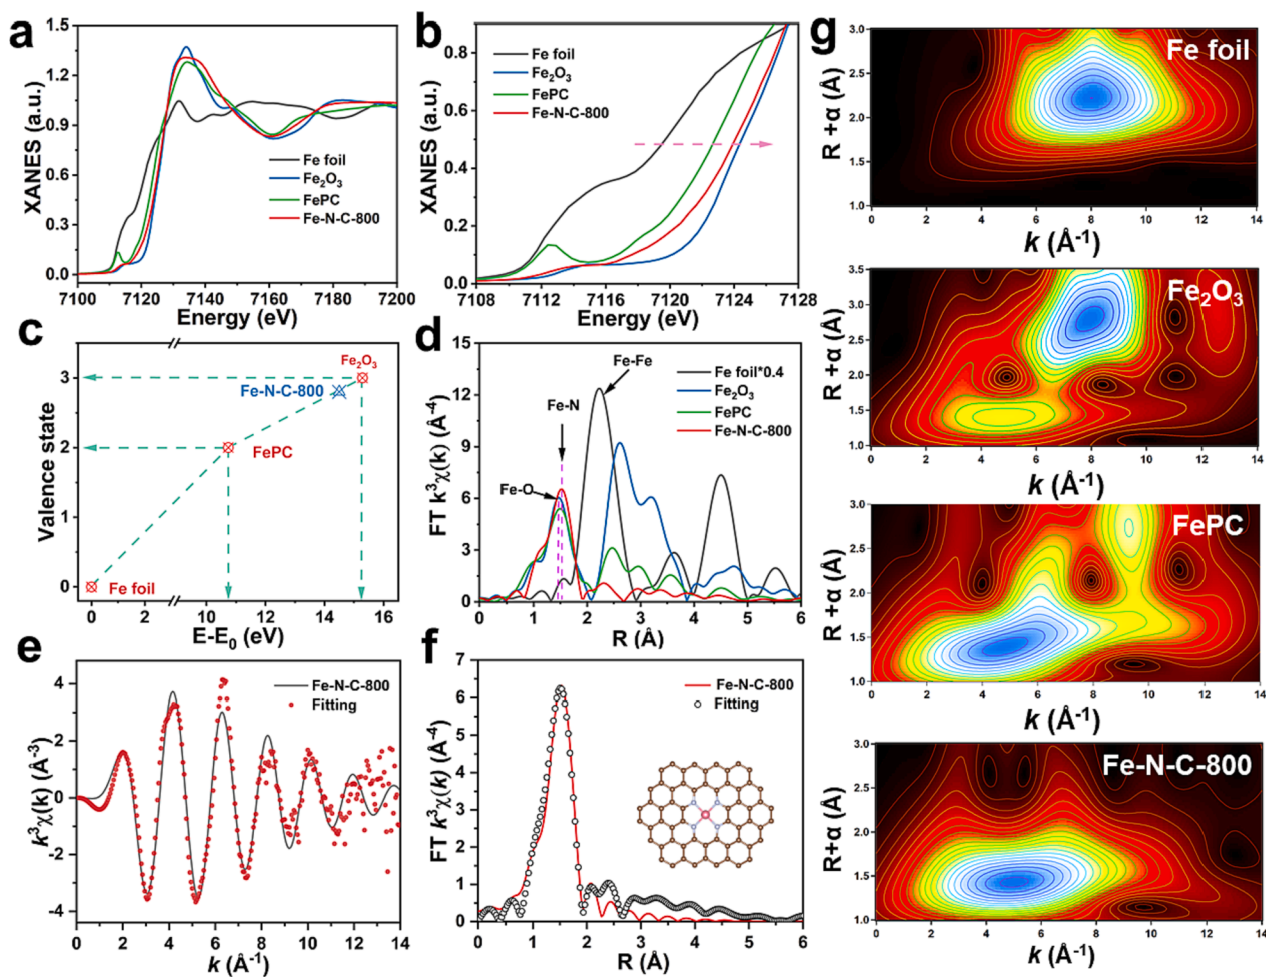 a
XANES (a.u.)
1.5
1.2
0.9
0.6
0.3
0.0
Fe foil
Fe₂O₃
FePC
Fe-N-C-800
7100 7120 7140 7160 7180 7200
Energy (eV)
b
XANES (a.u.)
0.8
0.6
0.4
0.2
0.0
Fe foil
Fe₂O₃
FePC
Fe-N-C-800
7108 7112 7116 7120 7124 7128
Energy (eV)
c
Valence state
3
2
1
0
Fe₂O₃
Fe-N-C-800
FePC
Fe foil
0 2 10 12 14 16
E-E₀ (eV)
d
FT k³χ(k) (Å⁻⁴)
15
12
9
6
3
0
Fe-Fe
Fe-N
Fe-O
Fe foil*0.4
Fe₂O₃
FePC
Fe-N-C-800
0 1 2 3 4 5 6
R (Å)
e
k³χ(k) (Å⁻³)
4
2
0
-2
-4
Fe-N-C-800
Fitting
0 2 4 6 8 10 12 14
k (Å⁻¹)
f
FT k³χ(k) (Å⁻⁴)
7
6
5
4
3
2
1
0
Fe-N-C-800
Fitting
0 1 2 3 4 5 6
R (Å)
g
Fe foil
R +α (Å)
3.0
2.5
2.0
1.5
1.0
0 2 4 6 8 10 12 14
k (Å⁻¹)
Fe₂O₃
R +α (Å)
3.5
3.0
2.5
2.0
1.5
1.0
0 2 4 6 8 10 12 14
k (Å⁻¹)
FePC
R +α (Å)
3.0
2.5
2.0
1.5
1.0
0 2 4 6 8 10 12 14
k (Å⁻¹)
Fe-N-C-800
R+α (Å)
3.0
2.5
2.0
1.5
1.0
0 2 4 6 8 10 12 14
k (Å⁻¹)